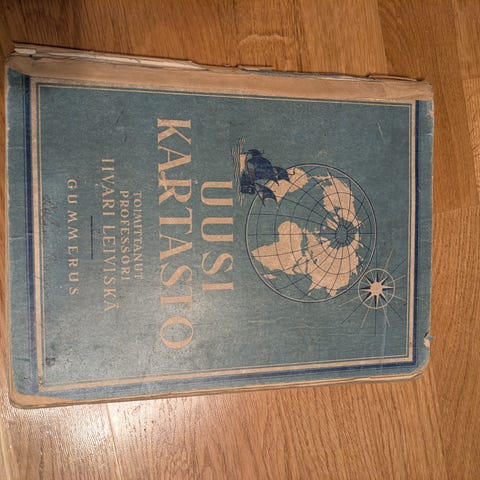 UUSI
KARTASTO
TOIMITTANUT
PROFESSORI
IIVARI LEIVISKÄ
GUMMERUS